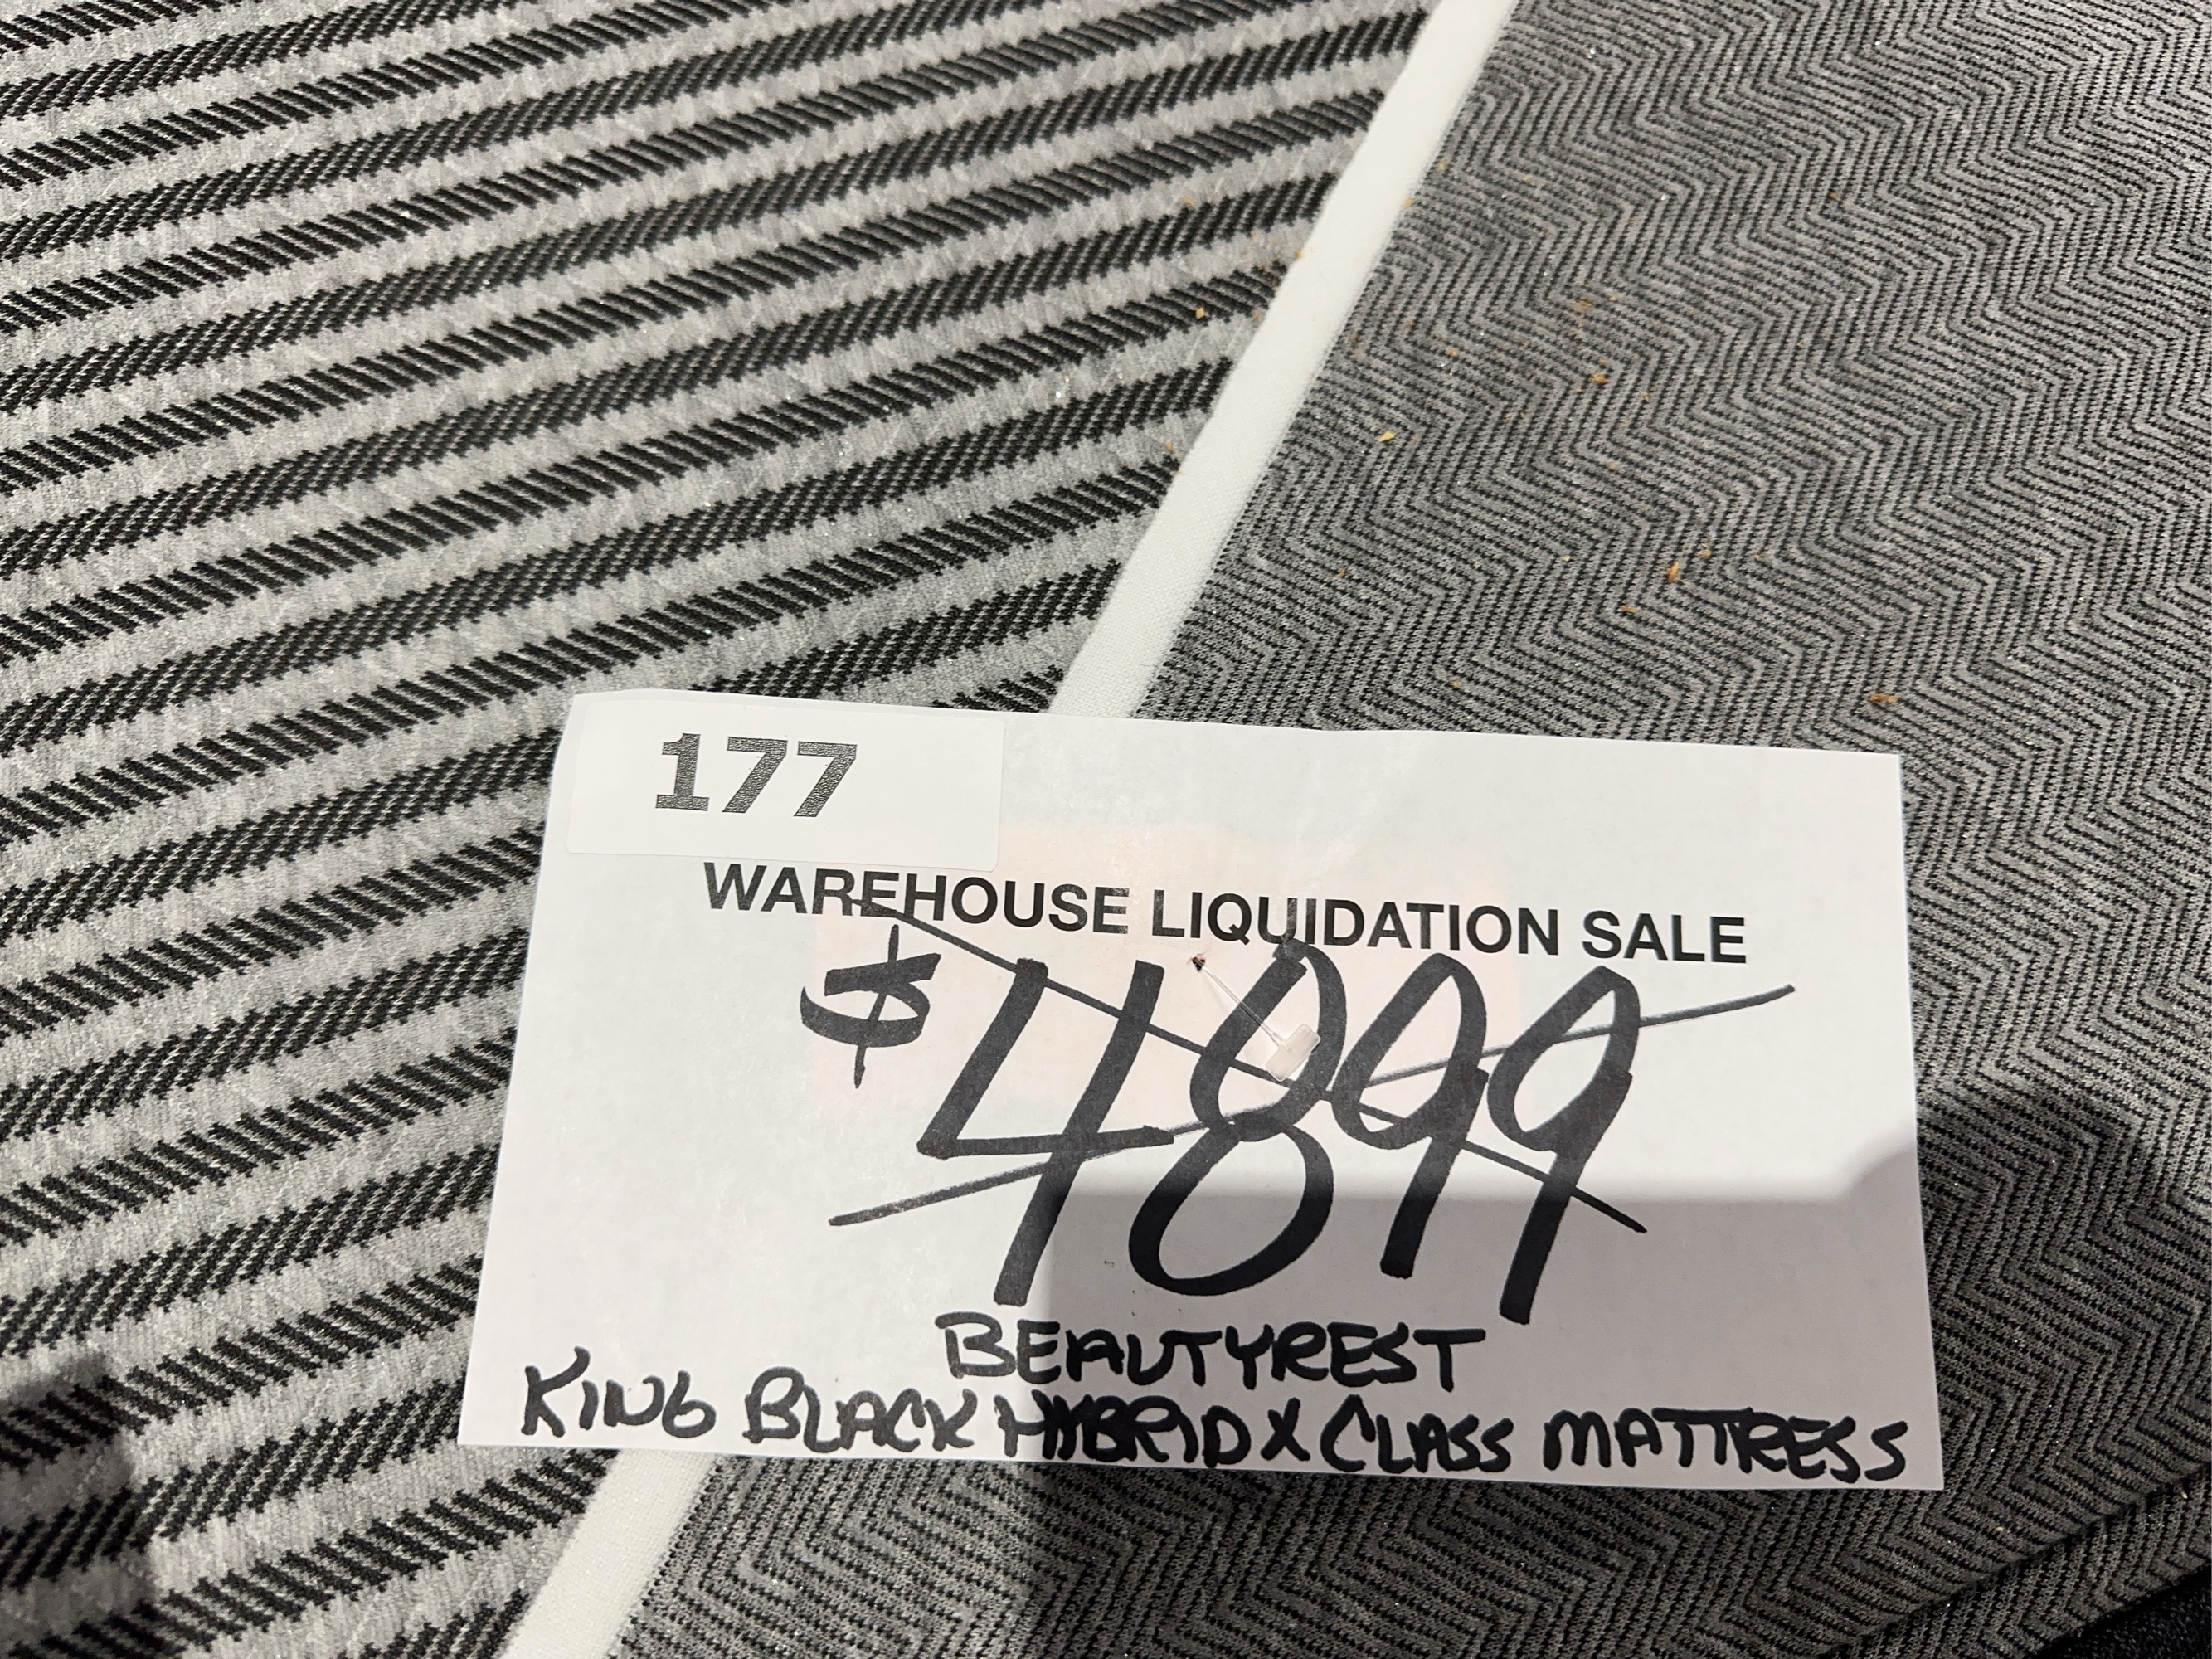 177
WAREHOUSE LIQUIDATION SALE
$4899
BEAUTYREST
KING BLACK HYBRID X CLASS MATTRESS